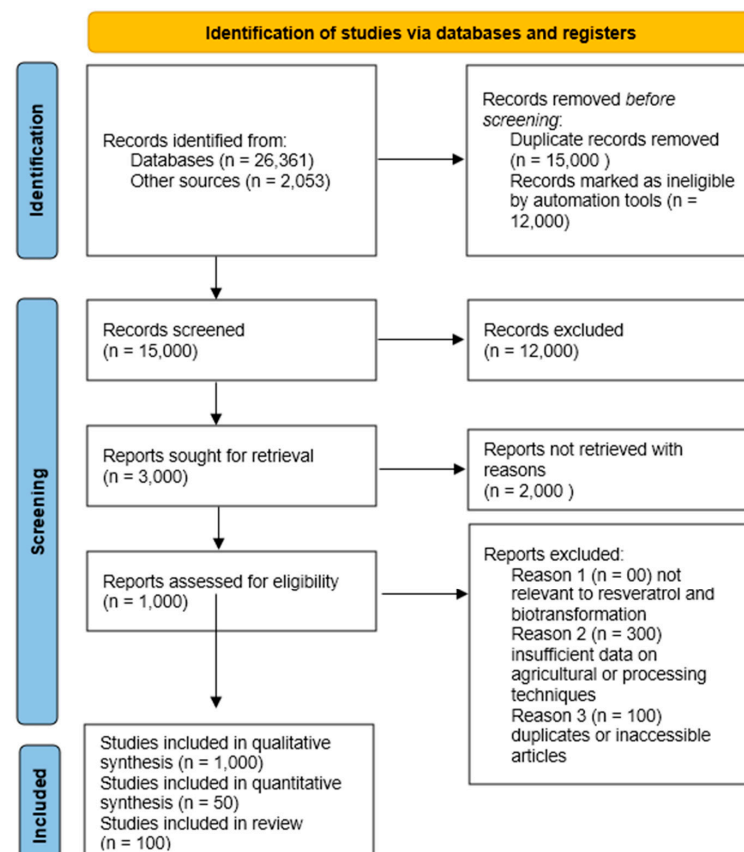 Identification of studies via databases and registers
Identification
Records identified from:
Databases (n = 26,361)
Other sources (n = 2,053)
Records removed before
screening:
Duplicate records removed
(n = 15,000 )
Records marked as ineligible
by automation tools (n =
12,000)
Screening
Records screened
(n = 15,000)
Records excluded
(n = 12,000)
Reports sought for retrieval
(n = 3,000)
Reports not retrieved with
reasons
(n = 2,000 )
Reports assessed for eligibility
(n = 1,000)
Reports excluded:
Reason 1 (n = 00) not
relevant to resveratrol and
biotransformation
Reason 2 (n = 300)
insufficient data on
agricultural or processing
techniques
Reason 3 (n = 100)
duplicates or inaccessible
articles
Included
Studies included in qualitative
synthesis (n = 1,000)
Studies included in quantitative
synthesis (n = 50)
Studies included in review
(n = 100)